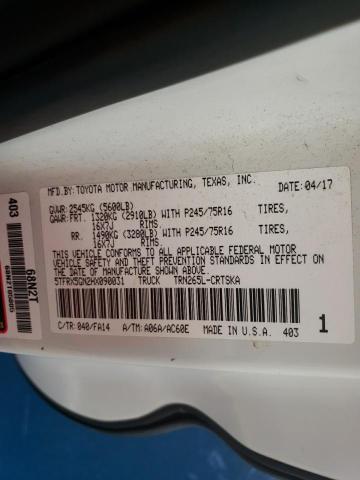 MFD.BY:TOYOTA MOTOR MANUFACTURING, TEXAS, INC. DATE: 04/17
GVWR:2545KG (5600LB)
GAWR:FRT. 1320KG (2910LB) WITH P245/75R16 TIRES,
16X7J RIMS.
RR. 1490KG (3280LB) WITH P245/75R16 TIRES,
16X7J RIMS.
THIS VEHICLE CONFORMS TO ALL APPLICABLE FEDERAL MOTOR
VEHICLE SAFETY AND THEFT PREVENTION STANDARDS IN EFFECT ON
THE DATE OF MANUFACTURE SHOWN ABOVE.
5TFRX5GN2HX090031 TRUCK TRN265L-CRTSKA
C/TR: 040/FA14 A/TM: A06A/AC60E MADE IN U.S.A. 403
1
403
68N2T